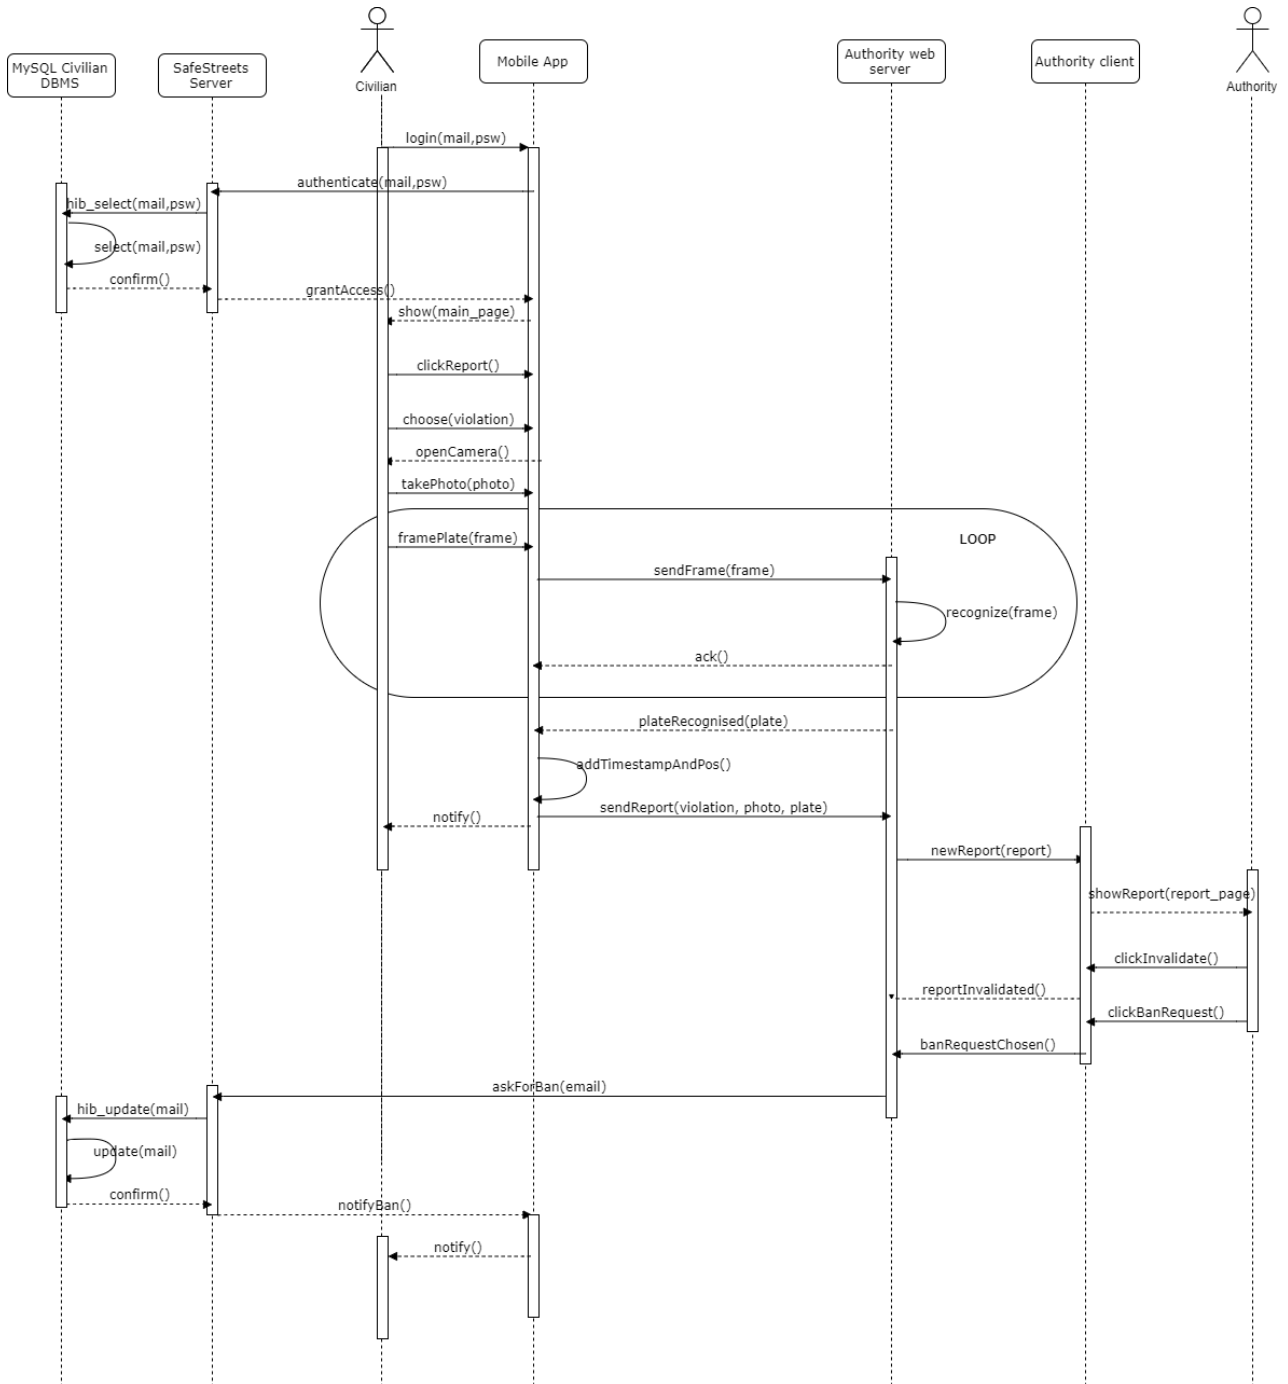 MySQL Civilian
DBMS
SafeStreets
Server
Civilian
Mobile App
Authority web
server
Authority client
Authority
login(mail,psw)
authenticate(mail,psw)
hib_select(mail,psw)
select(mail,psw)
confirm()
grantAccess()
show(main_page)
clickReport()
choose(violation)
openCamera()
takePhoto(photo)
framePlate(frame)
LOOP
sendFrame(frame)
recognize(frame)
ack()
plateRecognised(plate)
addTimestampAndPos()
sendReport(violation, photo, plate)
notify()
newReport(report)
showReport(report_page)
clickInvalidate()
reportInvalidated()
clickBanRequest()
banRequestChosen()
askForBan(email)
hib_update(mail)
update(mail)
confirm()
notifyBan()
notify()